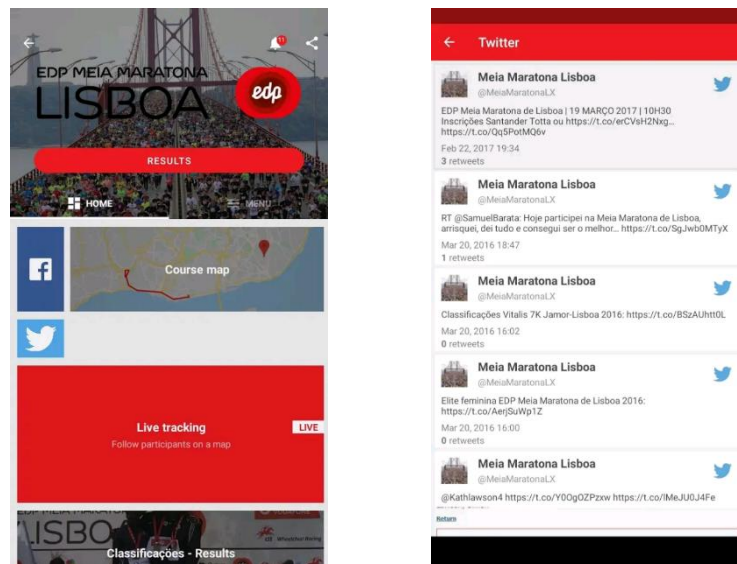 11
EDP MEIA MARATONA
LISBOA
edp
RESULTS
HOME
MENU
Course map
Live tracking
LIVE
Follow participants on a map
LISBO
Classificações - Results
Twitter
Meia Maratona Lisboa
@MeiaMaratonaLX
EDP Meia Maratona de Lisboa | 19 MARÇO 2017 | 10H30
Inscrições Santander Totta ou https://t.co/erCVsH2Nxg...
https://t.co/Qq5PotMQ6v
Feb 22, 2017 19:34
3 retweets
Meia Maratona Lisboa
@MeiaMaratonaLX
RT @SamuelBarata: Hoje participei na Meia Maratona de Lisboa,
arrisquei, dei tudo e consegui ser o melhor... https://t.co/SgJwb0MTyX
Mar 20, 2016 18:47
1 retweets
Meia Maratona Lisboa
@MeiaMaratonaLX
Classificações Vitalis 7K Jamor-Lisboa 2016: https://t.co/BSzAUhtt0L
Mar 20, 2016 16:02
0 retweets
Meia Maratona Lisboa
@MeiaMaratonaLX
Elite feminina EDP Meia Maratona de Lisboa 2016:
https://t.co/AerjSuWp1Z
Mar 20, 2016 16:00
0 retweets
Meia Maratona Lisboa
@MeiaMaratonaLX
@Kathlawson4 https://t.co/Y0OgOZPzxw https://t.co/lMeJU0J4Fe
Return